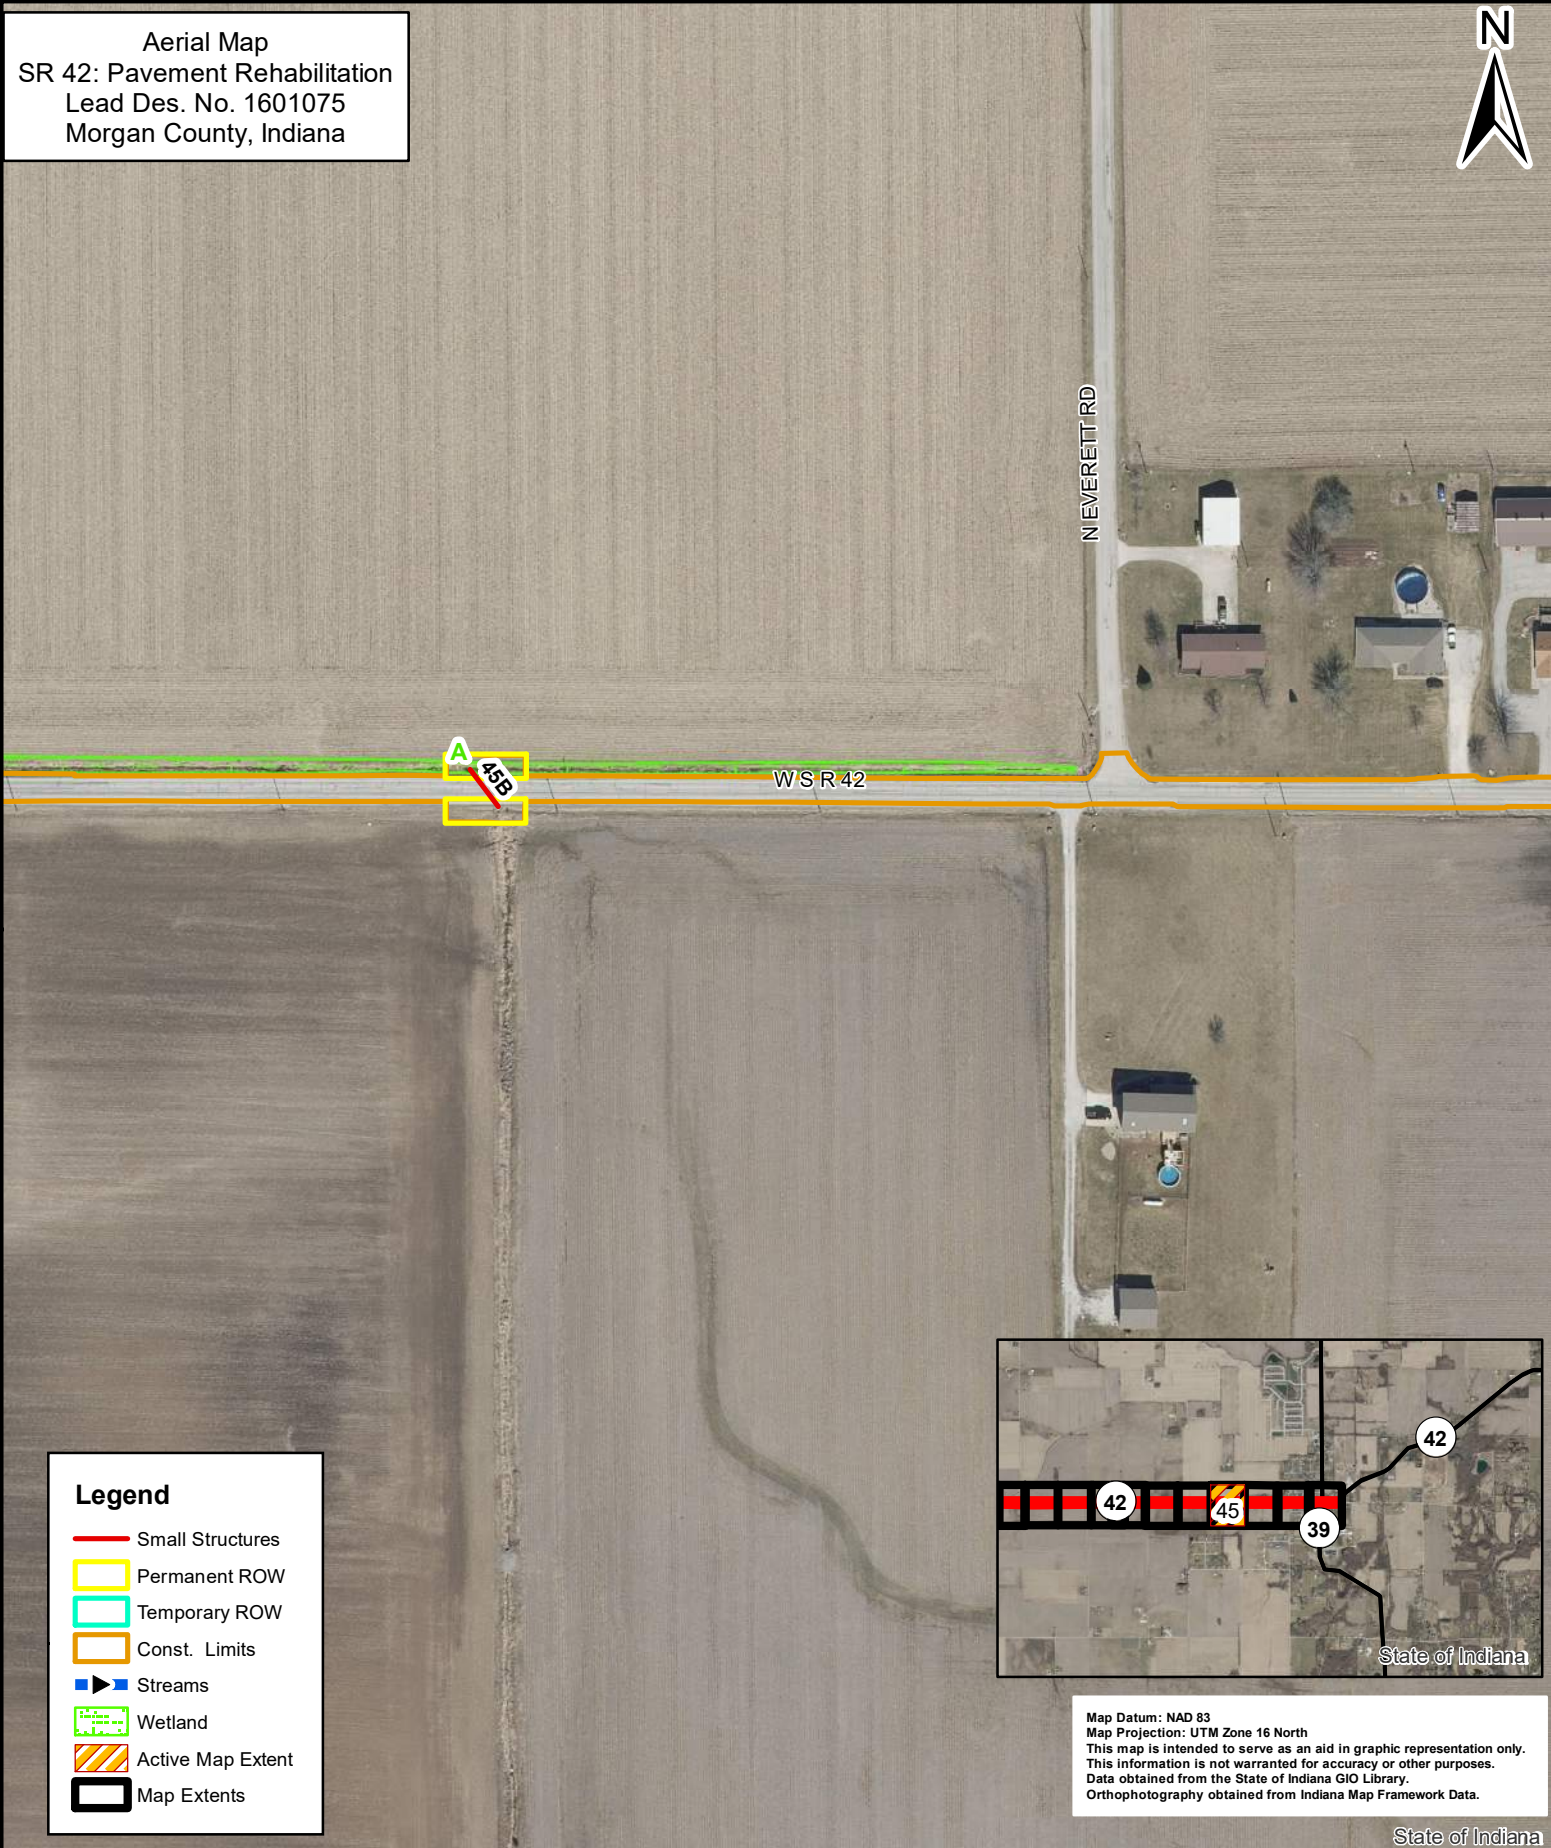 Aerial Map
SR 42: Pavement Rehabilitation
Lead Des. No. 1601075
Morgan County, Indiana
N
N EVERETT RD
A
45B
W S R 42
42
42
45
39
State of Indiana
Legend
Small Structures
Permanent ROW
Temporary ROW
Const. Limits
Streams
Wetland
Active Map Extent
Map Extents
Map Datum: NAD 83
Map Projection: UTM Zone 16 North
This map is intended to serve as an aid in graphic representation only.
This information is not warranted for accuracy or other purposes.
Data obtained from the State of Indiana GIO Library.
Orthophotography obtained from Indiana Map Framework Data.
State of Indiana